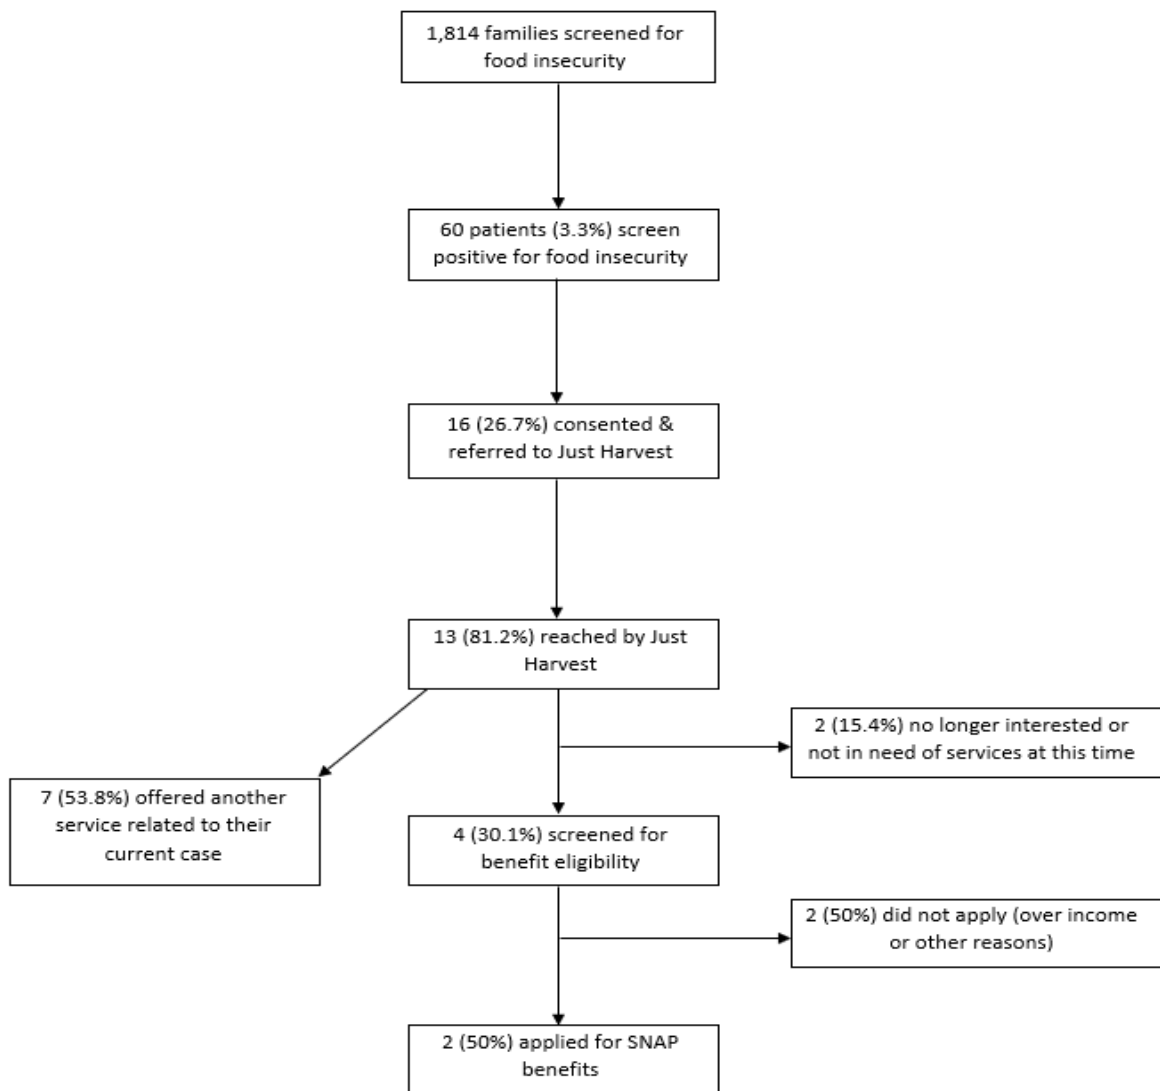 1,814 families screened for
food insecurity
60 patients (3.3%) screen
positive for food insecurity
16 (26.7%) consented &
referred to Just Harvest
13 (81.2%) reached by Just
Harvest
2 (15.4%) no longer interested or
not in need of services at this time
7 (53.8%) offered another
service related to their
current case
4 (30.1%) screened for
benefit eligibility
2 (50%) did not apply (over income
or other reasons)
2 (50%) applied for SNAP
benefits